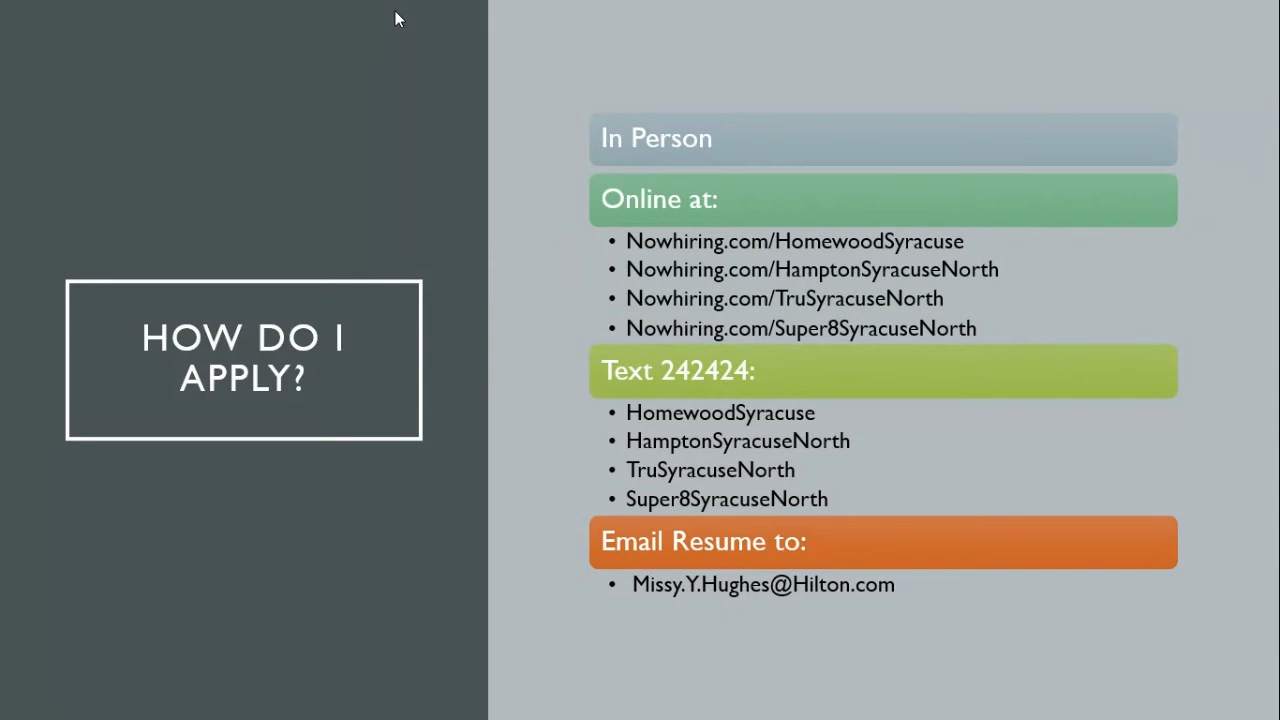 HOW DO I
APPLY?
In Person
Online at:
• Nowhiring.com/HomewoodSyracuse
• Nowhiring.com/HamptonSyracuseNorth
• Nowhiring.com/TruSyracuseNorth
• Nowhiring.com/Super8SyracuseNorth
Text 242424:
• HomewoodSyracuse
• HamptonSyracuseNorth
• TruSyracuseNorth
• Super8SyracuseNorth
Email Resume to:
• Missy.Y.Hughes@Hilton.com